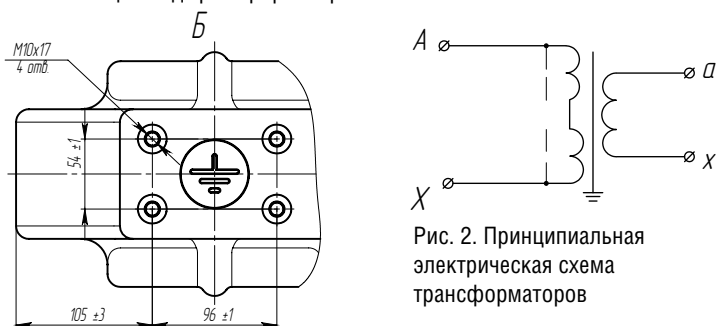 Б
M10x17
4 отв.
54 ±1
105 ±3
96 ±1
A
X
a
x
Рис. 2. Принципиальная
электрическая схема
трансформаторов